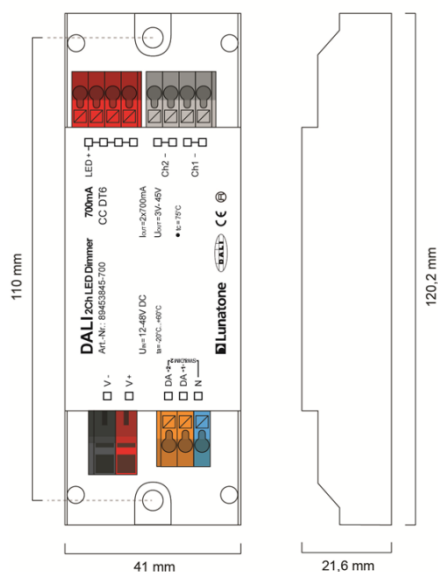 LED +
Ch2 -
Ch1 -
DALI 2Ch LED Dimmer 700mA
Art.-Nr.: 89453845-700 CC DT6
UIN=12-48V DC
ta=-20°C...+60°C
IOUT=2x700mA
UOUT=3V- 45V
● tc=75°C
Lunatone
DALI
CE
V -
V+
DA
DA
N
110 mm
120,2 mm
41 mm
21,6 mm